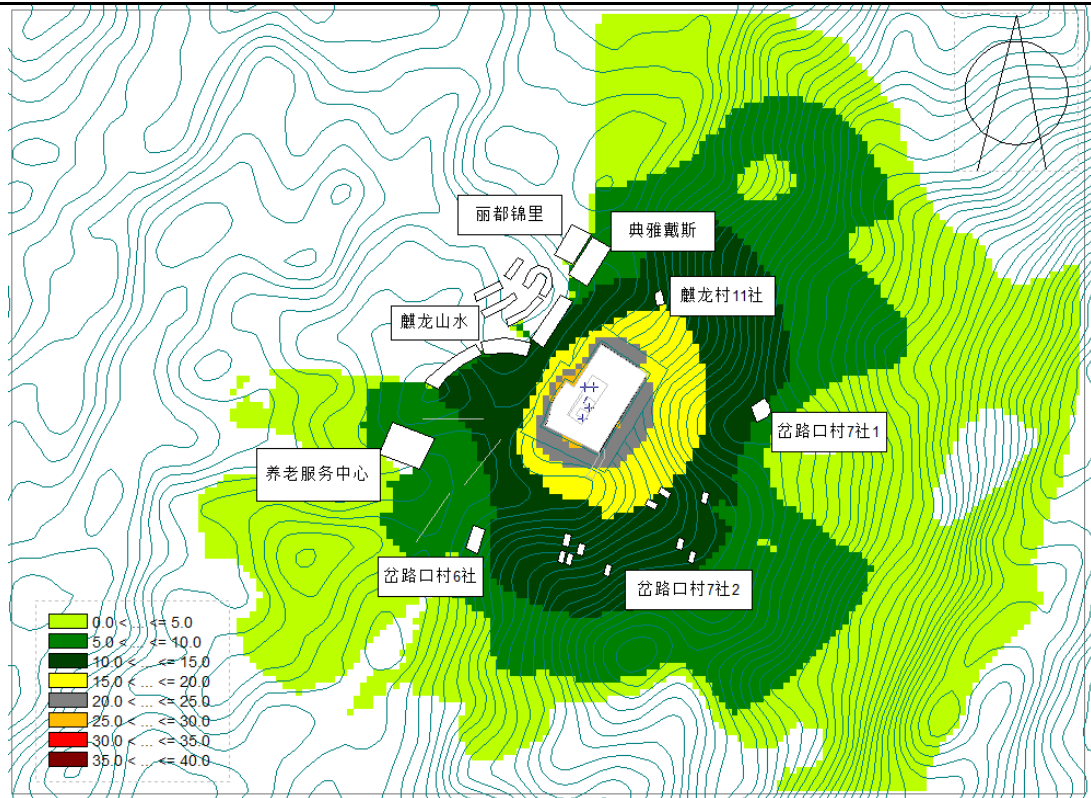 丽都锦里
典雅戴斯
麒龙村11社
麒龙山水
岔路口村7社1
养老服务中心
岔路口村6社
岔路口村7社2
0.0 < ... <= 5.0
5.0 < ... <= 10.0
10.0 < ... <= 15.0
15.0 < ... <= 20.0
20.0 < ... <= 25.0
25.0 < ... <= 30.0
30.0 < ... <= 35.0
35.0 < ... <= 40.0